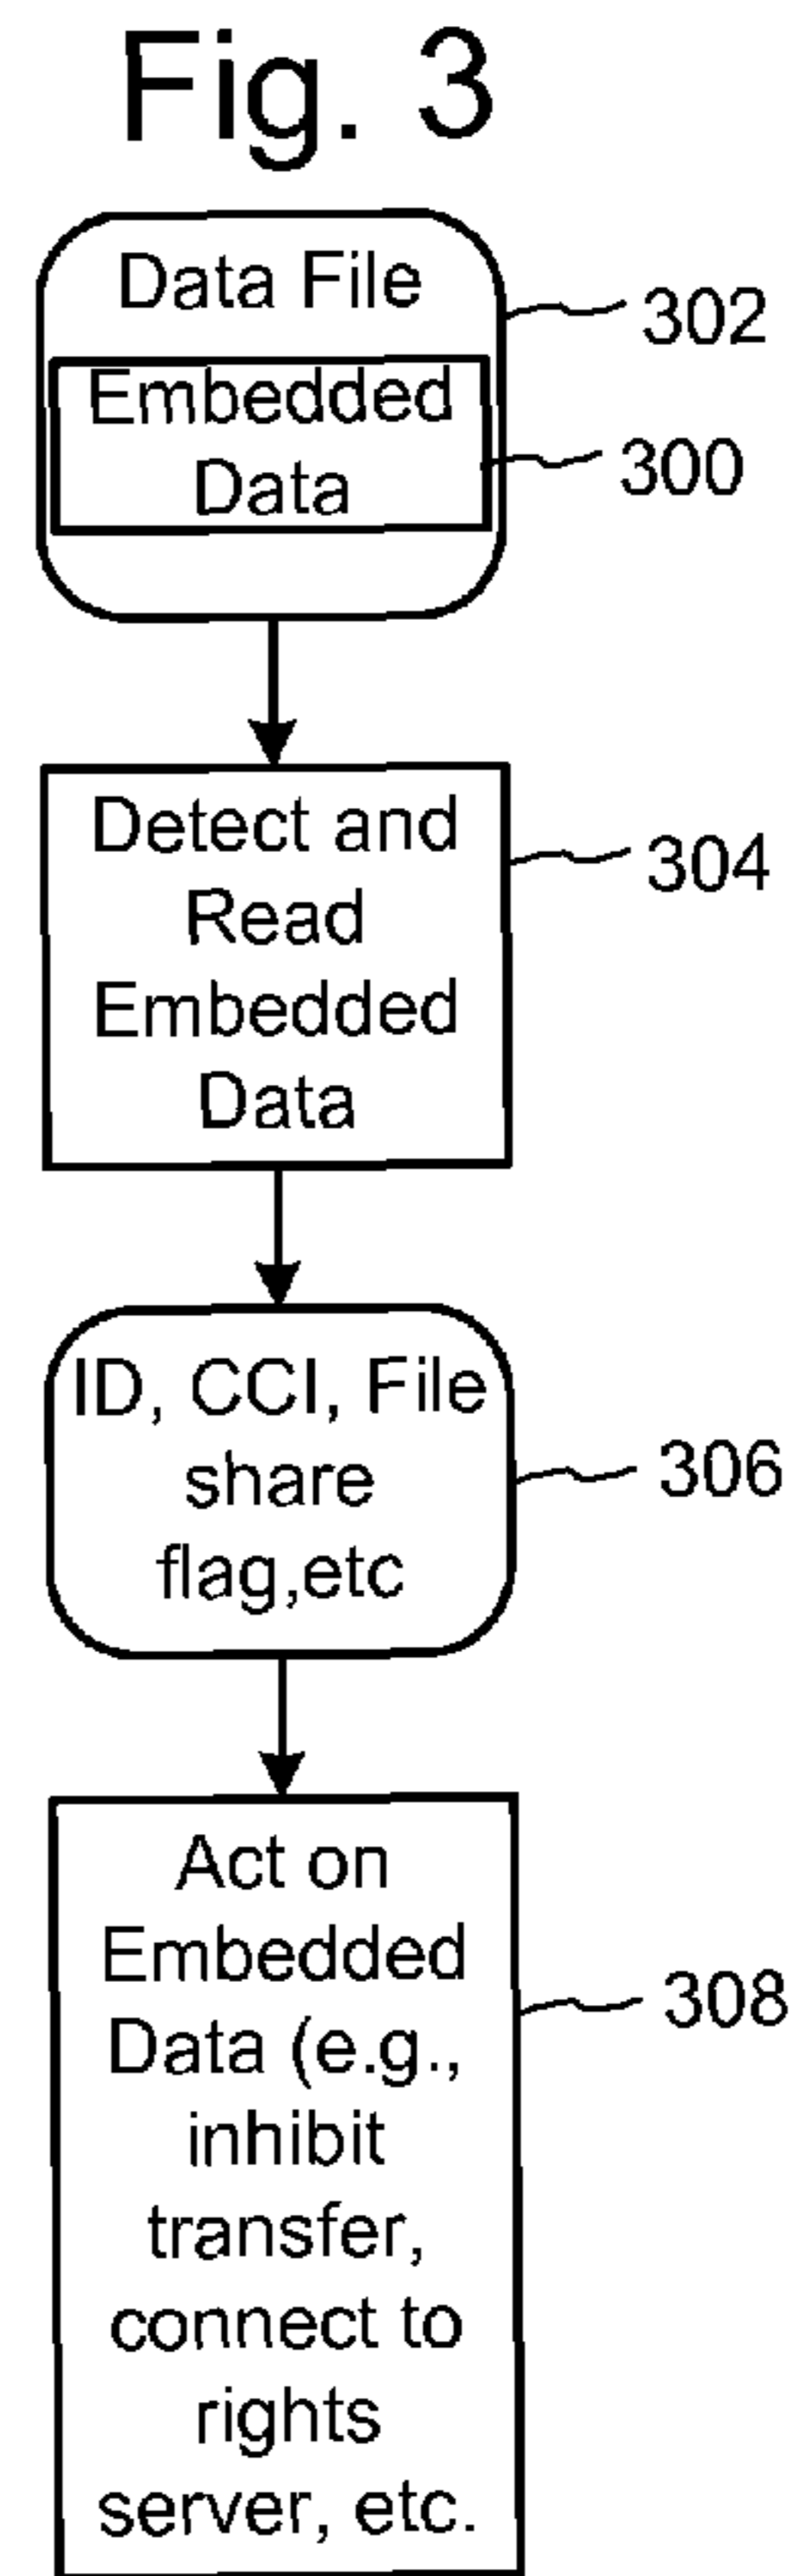 Fig. 3
Data File
302
Embedded
300
Data
Detect and
304
Read
Embedded
Data
ID, CCI, File
306
share
flag,etc
Act on
Embedded
308
Data (e.g.,
inhibit
transfer,
connect to
rights
server, etc.